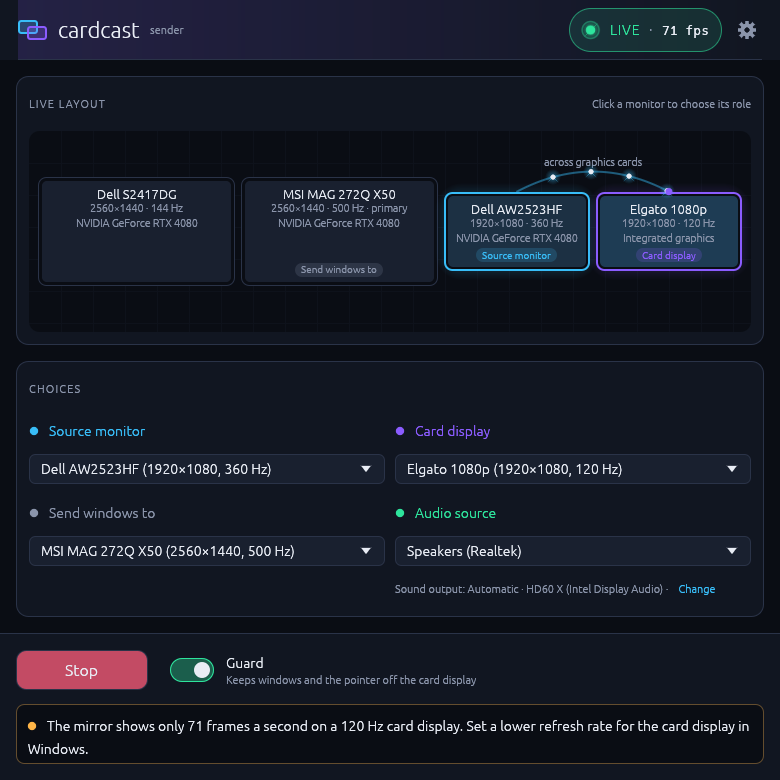 cardcast sender
LIVE · 71 fps
LIVE LAYOUT
Click a monitor to choose its role
across graphics cards
Dell S2417DG
2560×1440 · 144 Hz
NVIDIA GeForce RTX 4080
MSI MAG 272Q X50
2560×1440 · 500 Hz · primary
NVIDIA GeForce RTX 4080
Send windows to
Dell AW2523HF
1920×1080 · 360 Hz
NVIDIA GeForce RTX 4080
Source monitor
Elgato 1080p
1920×1080 · 120 Hz
Integrated graphics
Card display
CHOICES
Source monitor
Dell AW2523HF (1920×1080, 360 Hz)
Card display
Elgato 1080p (1920×1080, 120 Hz)
Send windows to
MSI MAG 272Q X50 (2560×1440, 500 Hz)
Audio source
Speakers (Realtek)
Sound output: Automatic · HD60 X (Intel Display Audio) · Change
Stop
Guard
Keeps windows and the pointer off the card display
The mirror shows only 71 frames a second on a 120 Hz card display. Set a lower refresh rate for the card display in
Windows.